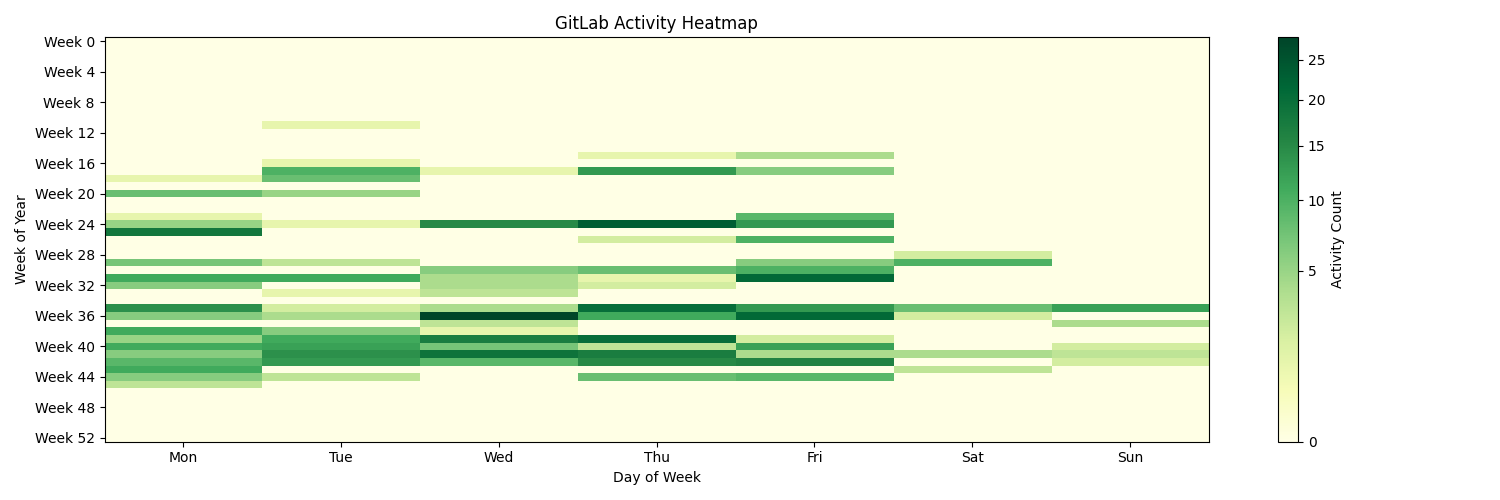 GitLab Activity Heatmap
Week 0
Week 4
Week 8
Week 12
Week 16
Week 20
Week 24
Week 28
Week 32
Week 36
Week 40
Week 44
Week 48
Week 52
Week of Year
Mon Tue Wed Thu Fri Sat Sun
Day of Week
25
20
15
10
5
0
Activity Count